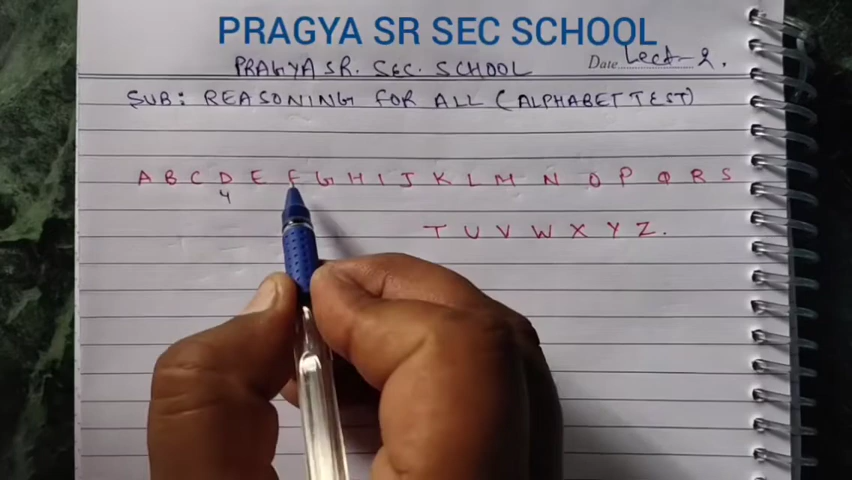 PRAGYA SR SEC SCHOOL
PRAGYA SR. SEC. SCHOOL Date Lect-2.
SUB: REASONING FOR ALL (ALPHABET TEST)
A B C D E F G H I J K L M N O P Q R S
4
T U V W X Y Z.